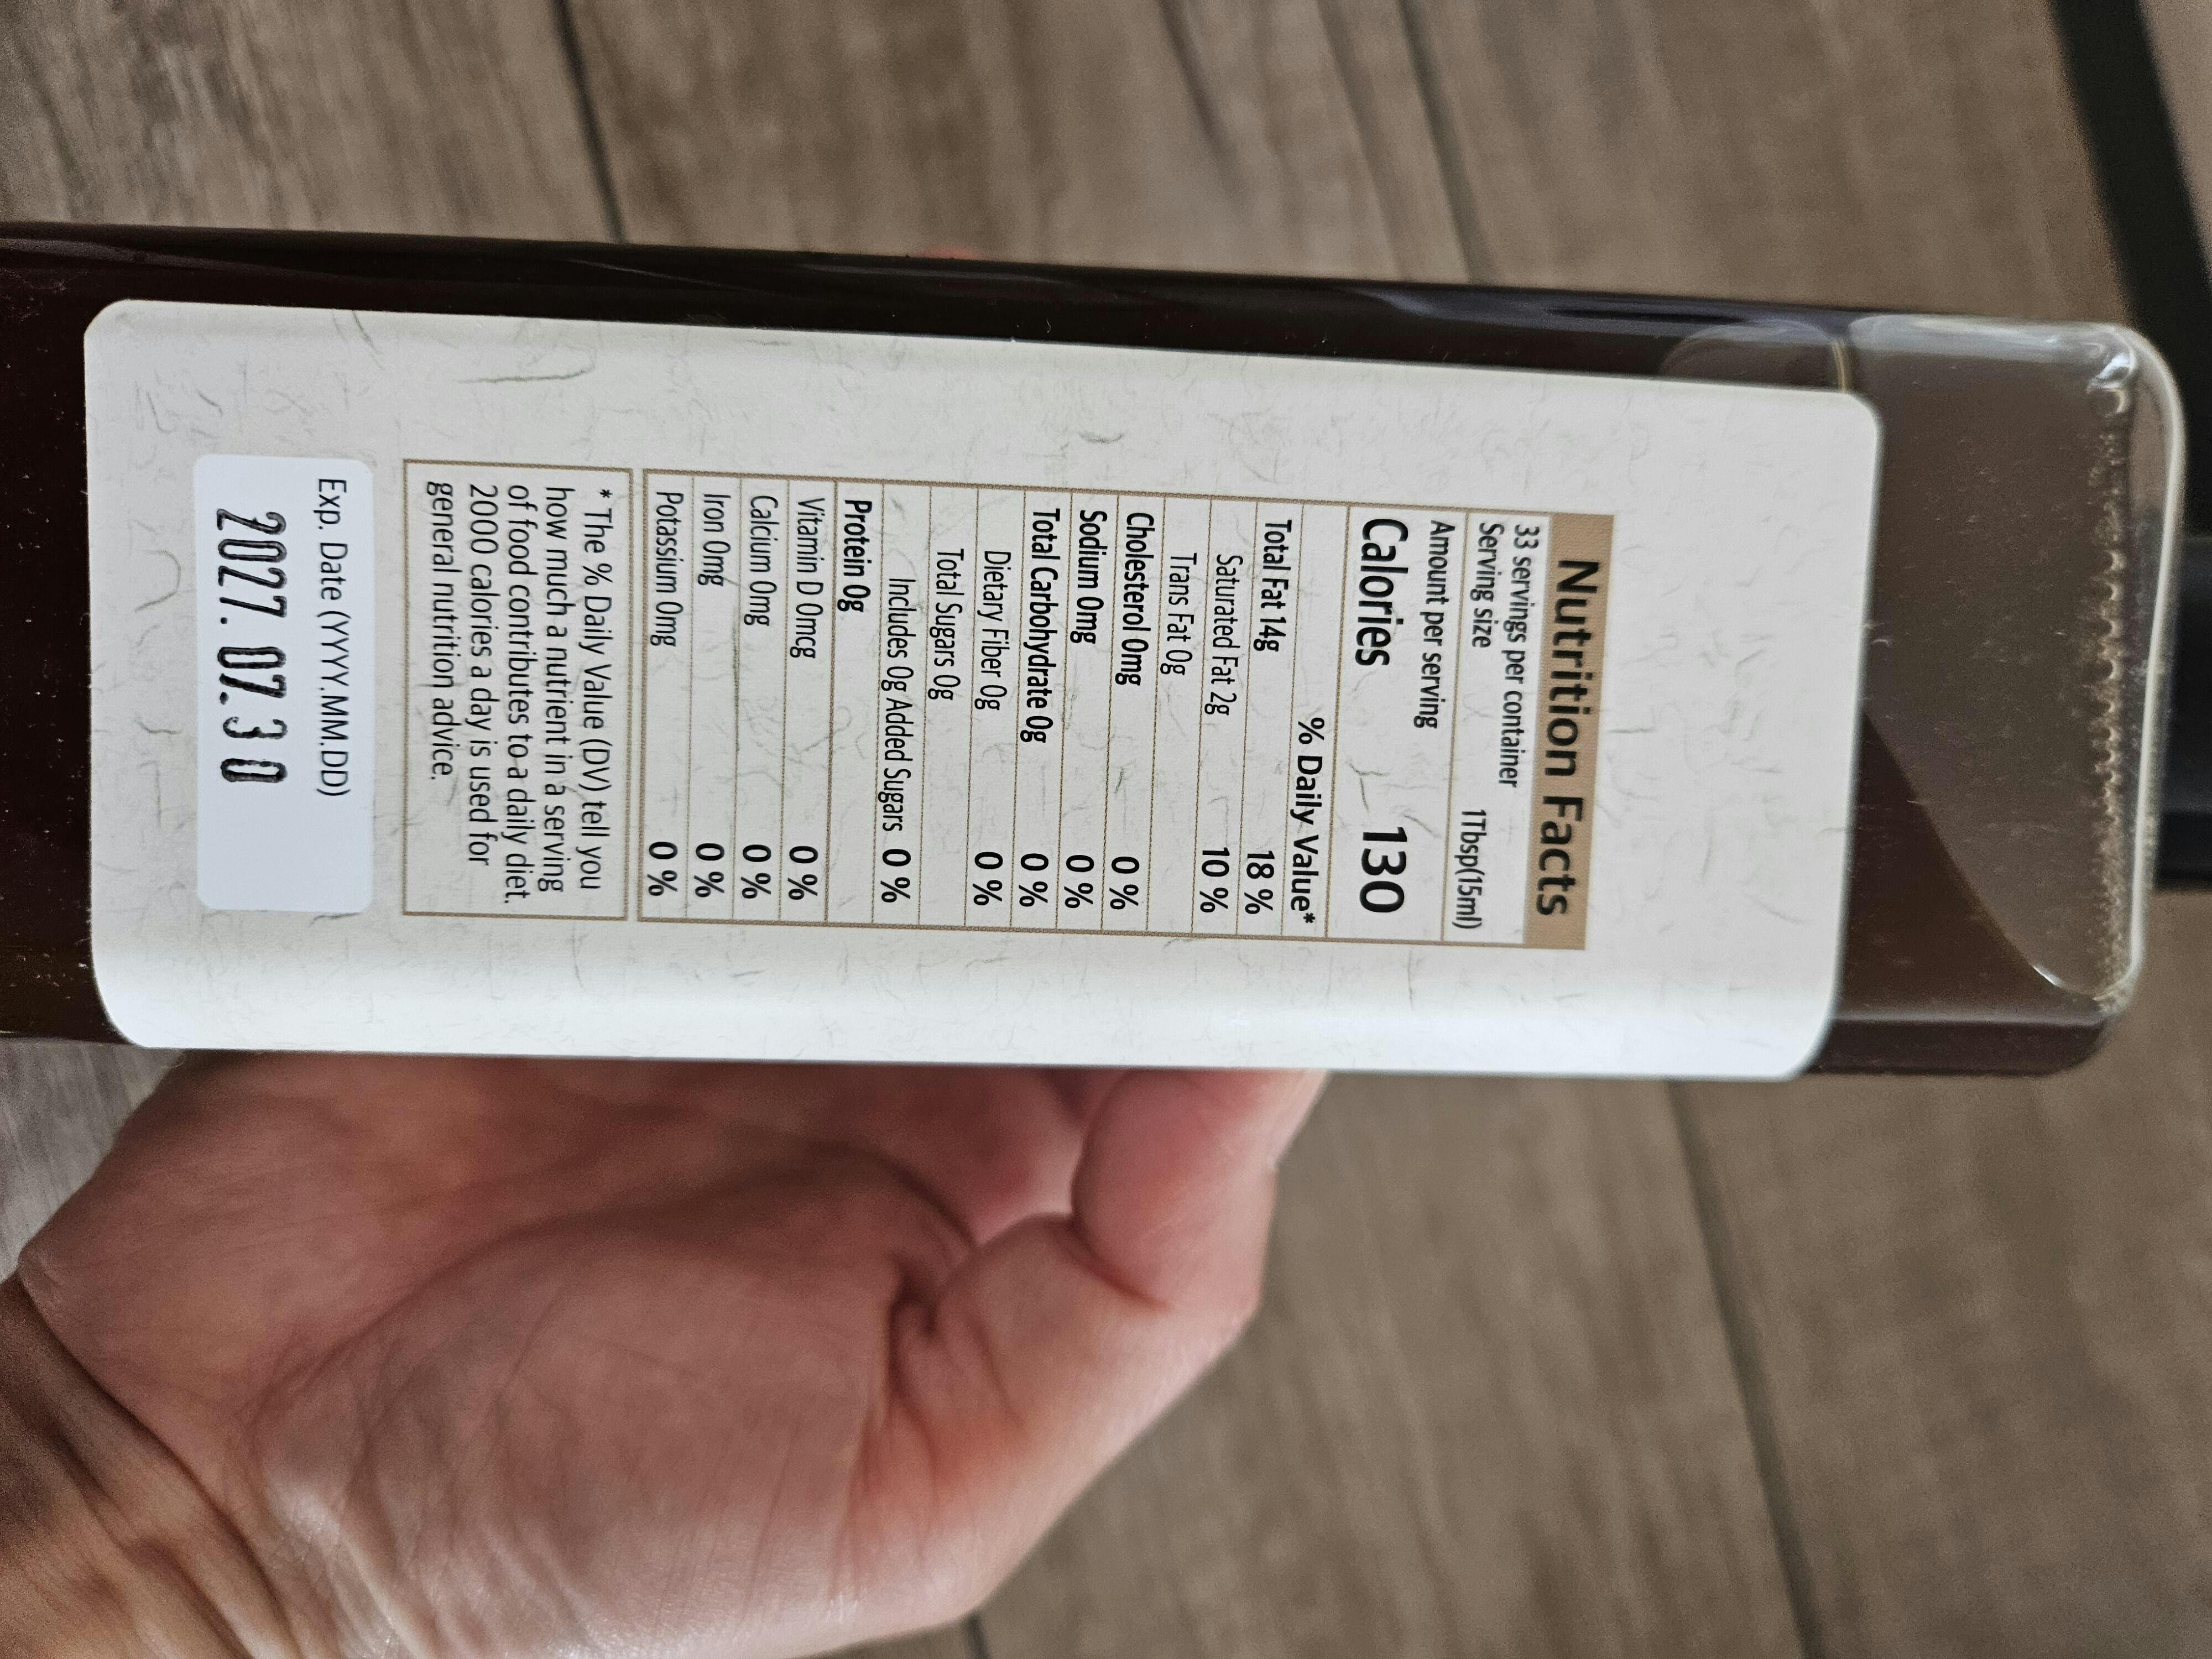 Nutrition Facts
33 servings per container
Serving size 1Tbsp(15ml)
Amount per serving
Calories 130
% Daily Value*
Total Fat 14g 18 %
Saturated Fat 2g 10 %
Trans Fat 0g
Cholesterol 0mg 0 %
Sodium 0mg 0 %
Total Carbohydrate 0g 0 %
Dietary Fiber 0g 0 %
Total Sugars 0g
Includes 0g Added Sugars 0 %
Protein 0g
Vitamin D 0mcg 0 %
Calcium 0mg 0 %
Iron 0mg 0 %
Potassium 0mg 0 %
* The % Daily Value (DV) tell you
how much a nutrient in a serving
of food contributes to a daily diet.
2000 calories a day is used for
general nutrition advice.
Exp. Date (YYYY.MM.DD)
2027. 07. 30